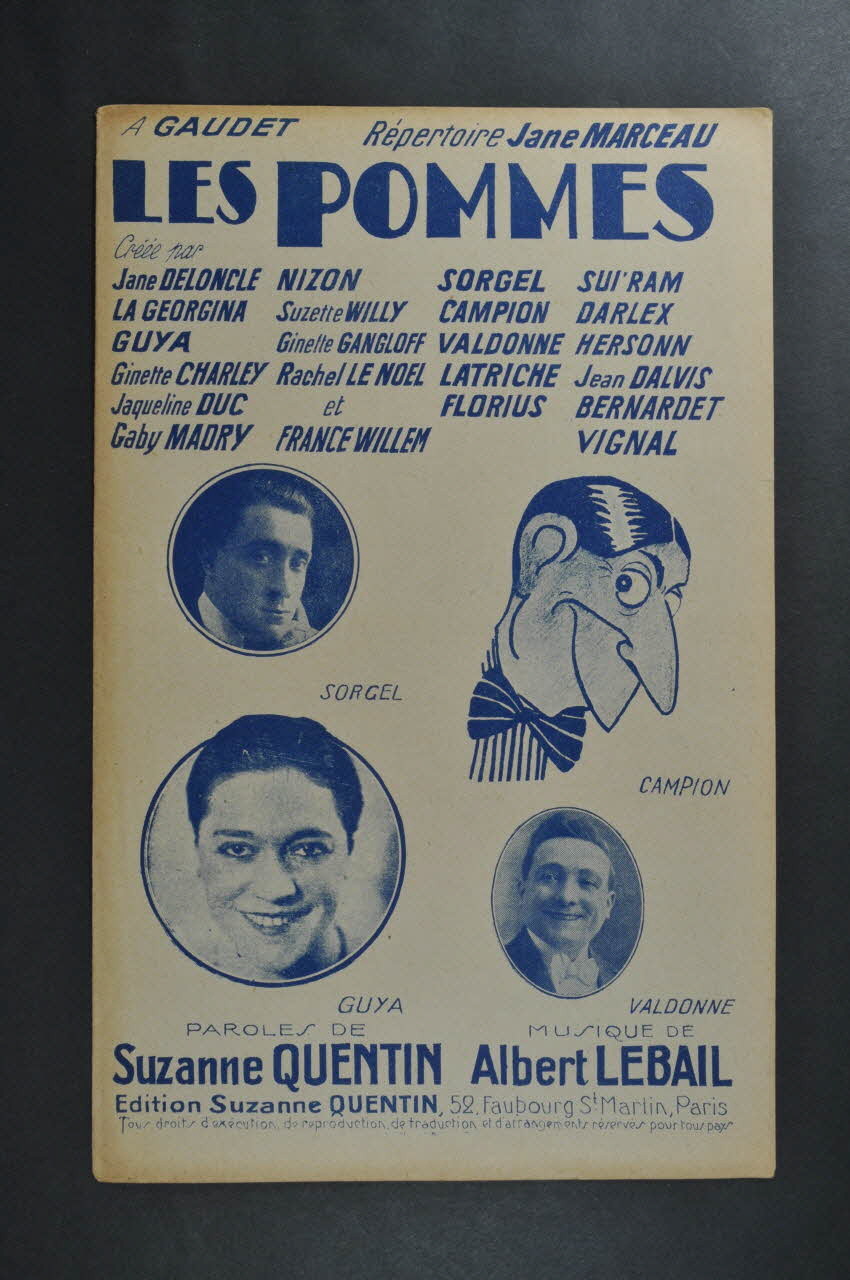 A GAUDET Répertoire Jane MARCEAU
LES POMMES
Créée par
Jane DELONCLE NIZON SORGEL SUI'RAM
LA GEORGINA Suzette WILLY CAMPION DARLEX
GUYA Ginette GANGLOFF VALDONNE HERSONN
Ginette CHARLEY Rachel LE NOEL LATRICHE Jean DALVIS
Jaqueline DUC et FLORIUS BERNARDET
Gaby MADRY FRANCE WILLEM VIGNAL
SORGEL
CAMPION
GUYA
VALDONNE
PAROLES DE MUSIQUE DE
Suzanne QUENTIN Albert LEBAIL
Edition Suzanne QUENTIN, 52, Faubourg St Martin, Paris
Tous droits d'exécution, de reproduction, de traduction et d'arrangements réservés pour tous pays